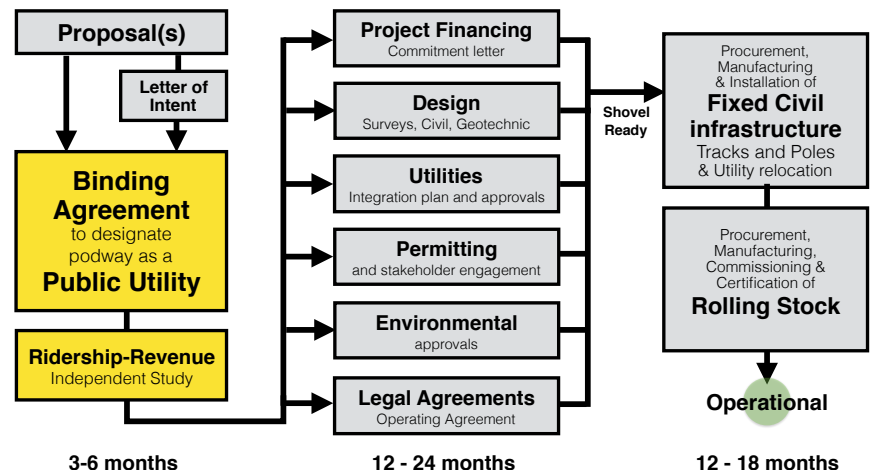 Proposal(s)
Letter of
Intent
Binding
Agreement
to designate
podway as a
Public Utility
Ridership-Revenue
Independent Study
3-6 months
Project Financing
Commitment letter
Design
Surveys, Civil, Geotechnic
Utilities
Integration plan and approvals
Permitting
and stakeholder engagement
Environmental
approvals
Legal Agreements
Operating Agreement
12 - 24 months
Shovel
Ready
Procurement,
Manufacturing
& Installation of
Fixed Civil
infrastructure
Tracks and Poles
& Utility relocation
Procurement,
Manufacturing,
Commissioning &
Certification of
Rolling Stock
Operational
12 - 18 months